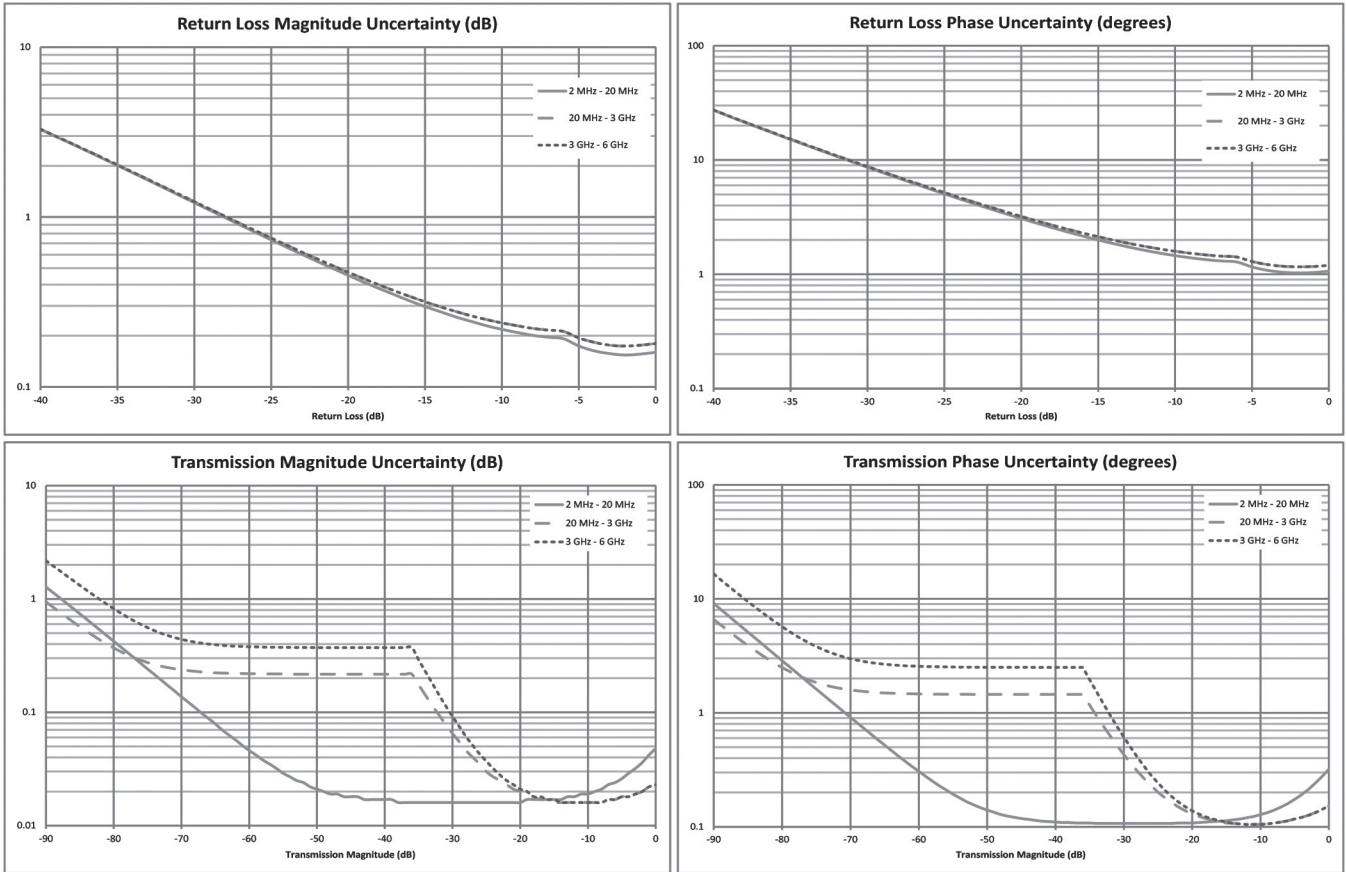 Return Loss Magnitude Uncertainty (dB)
10
1
0.1
2 MHz - 20 MHz
20 MHz - 3 GHz
3 GHz - 6 GHz
-40 -35 -30 -25 -20 -15 -10 -5 0
Return Loss (dB)
Return Loss Phase Uncertainty (degrees)
100
10
1
0.1
2 MHz - 20 MHz
20 MHz - 3 GHz
3 GHz - 6 GHz
-40 -35 -30 -25 -20 -15 -10 -5 0
Return Loss (dB)
Transmission Magnitude Uncertainty (dB)
10
1
0.1
0.01
2 MHz - 20 MHz
20 MHz - 3 GHz
3 GHz - 6 GHz
-90 -80 -70 -60 -50 -40 -30 -20 -10 0
Transmission Magnitude (dB)
Transmission Phase Uncertainty (degrees)
100
10
1
0.1
2 MHz - 20 MHz
20 MHz - 3 GHz
3 GHz - 6 GHz
-90 -80 -70 -60 -50 -40 -30 -20 -10 0
Transmission Magnitude (dB)